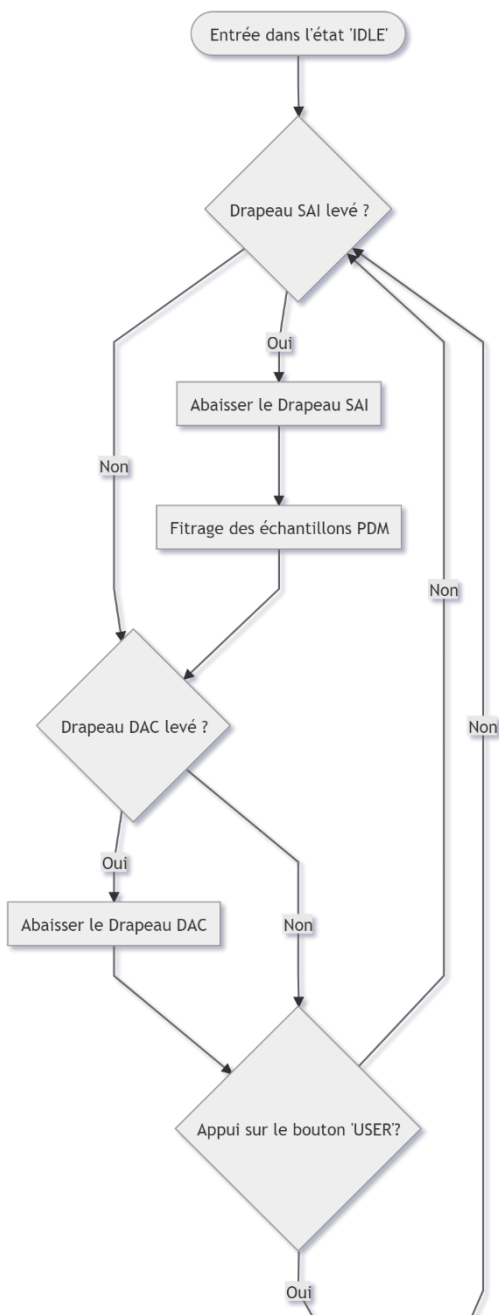 Entrée dans l'état 'IDLE'
Drapeau SAI levé ?
Oui
Abaisser le Drapeau SAI
Non
Fitrage des échantillons PDM
Non
Drapeau DAC levé ?
Non
Oui
Abaisser le Drapeau DAC
Non
Appui sur le bouton 'USER'?
Oui